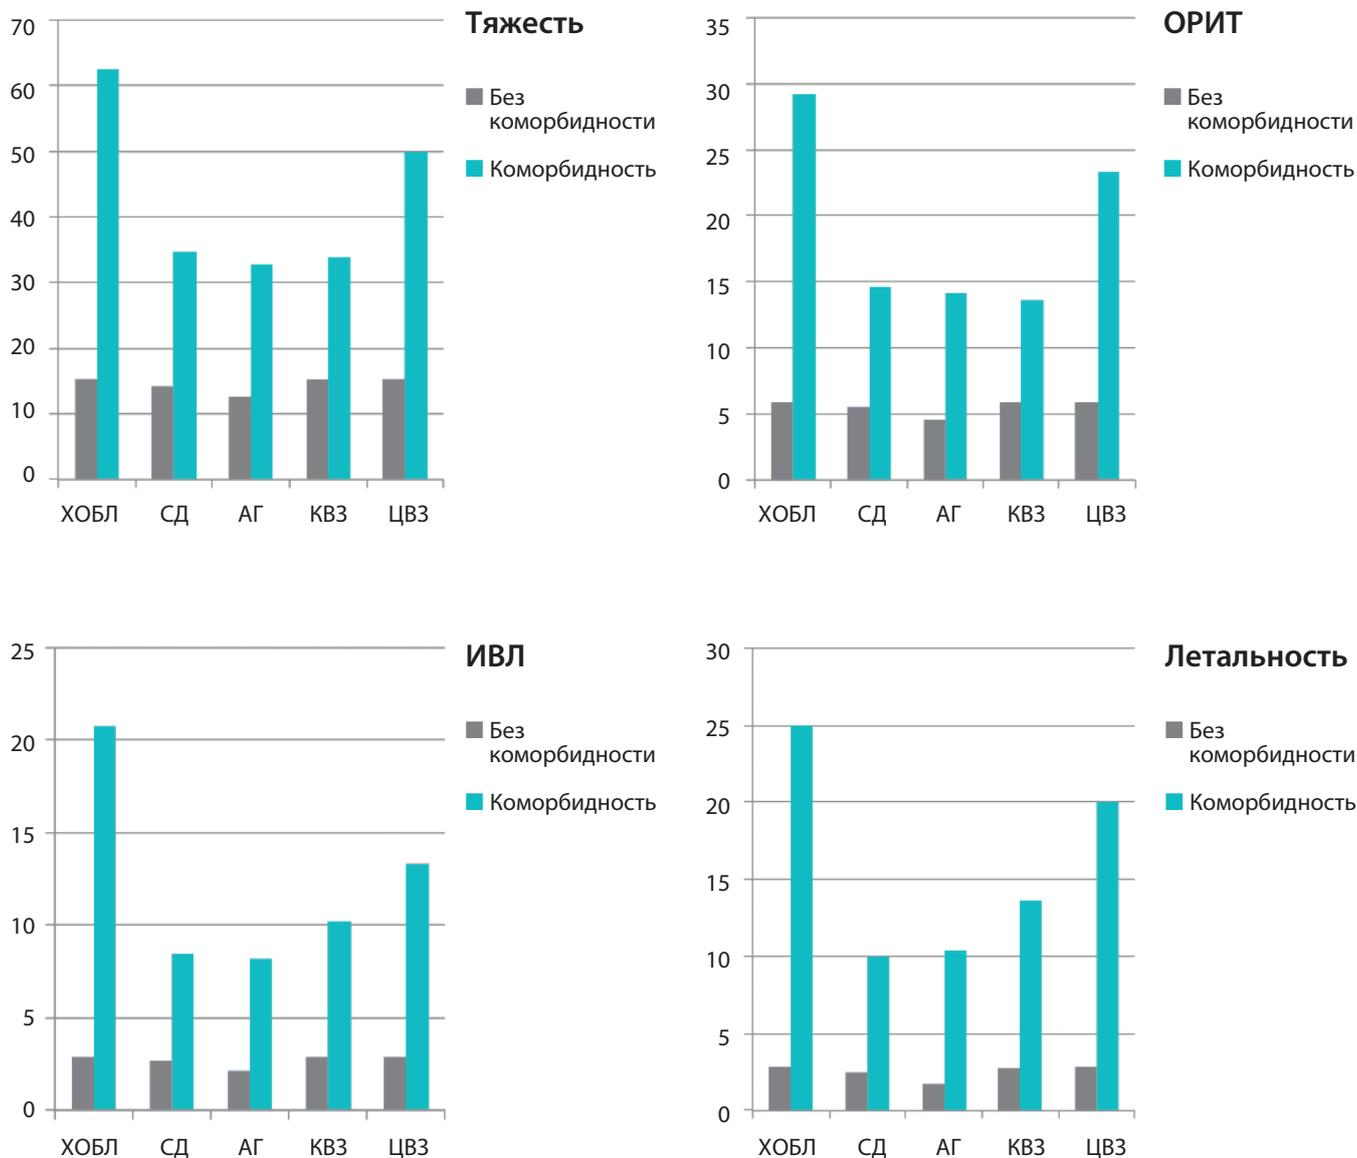 Тяжесть
70
60
50
40
30
20
10
0
ХОБЛ СД АГ КВЗ ЦВЗ
Без
коморбидности
Коморбидность
ОРИТ
35
30
25
20
15
10
5
0
ХОБЛ СД АГ КВЗ ЦВЗ
Без
коморбидности
Коморбидность
ИВЛ
25
20
15
10
5
0
ХОБЛ СД АГ КВЗ ЦВЗ
Без
коморбидности
Коморбидность
Летальность
30
25
20
15
10
5
0
ХОБЛ СД АГ КВЗ ЦВЗ
Без
коморбидности
Коморбидность